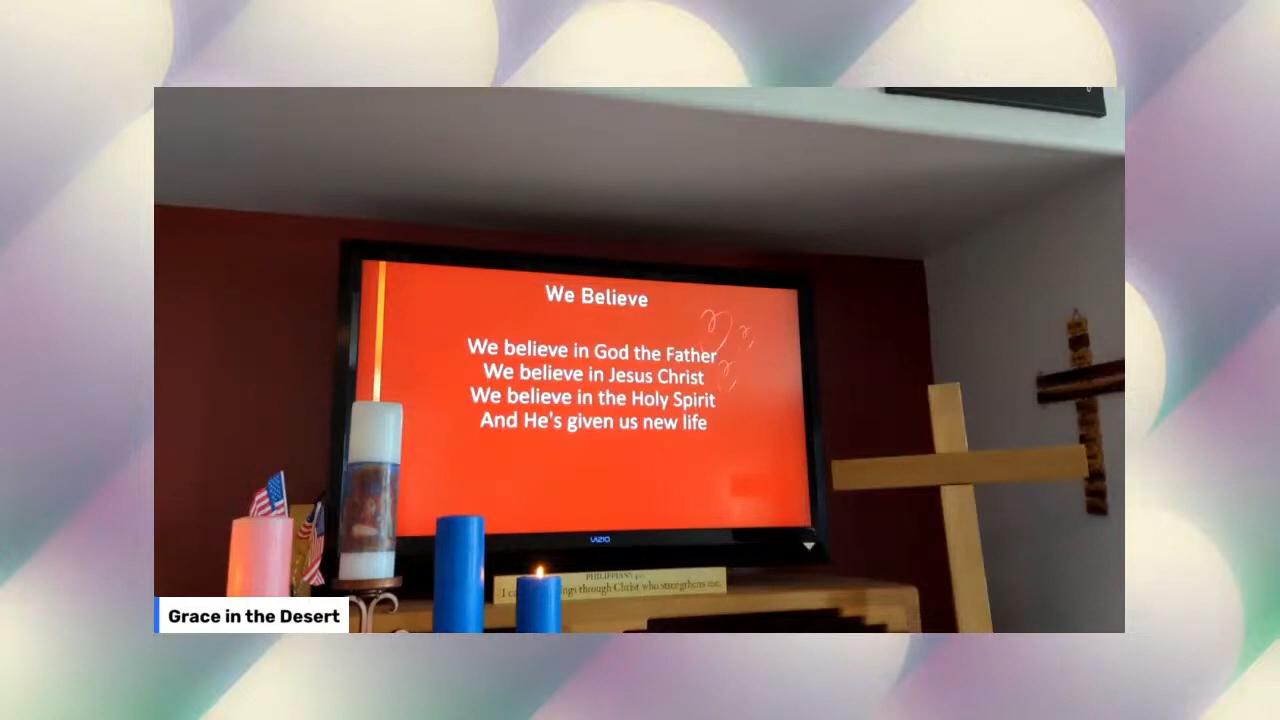 We Believe
We believe in God the Father
We believe in Jesus Christ
We believe in the Holy Spirit
And He's given us new life
VIZIO
PHILIPPIANS
I things through Christ who strengthens me.
Grace in the Desert